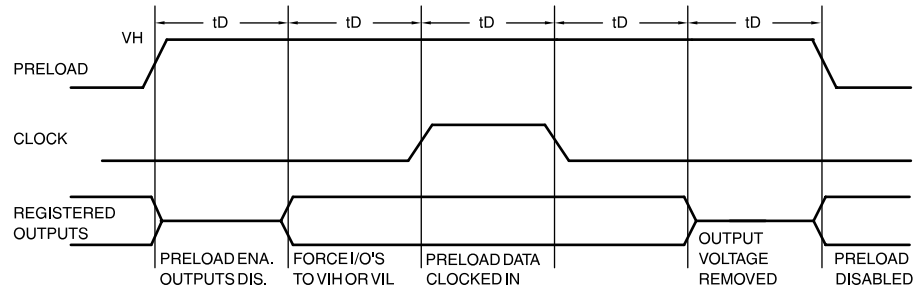 tD tD tD tD tD
VH
PRELOAD
CLOCK
REGISTERED
OUTPUTS
PRELOAD ENA.
OUTPUTS DIS.
FORCE I/O'S
TO VIH OR VIL
PRELOAD DATA
CLOCKED IN
OUTPUT
VOLTAGE
REMOVED
PRELOAD
DISABLED